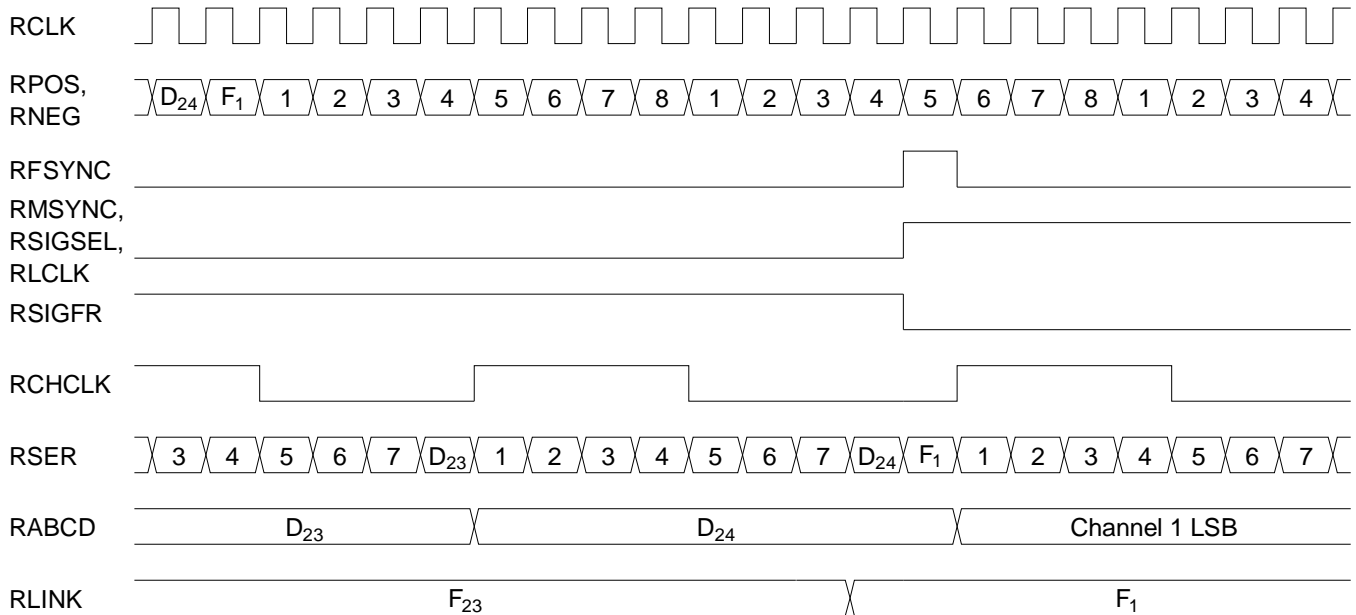 RCLK
RPOS,
RNEG
D24 F1 1 2 3 4 5 6 7 8 1 2 3 4 5 6 7 8 1 2 3 4
RFSYNC
RMSYNC,
RSIGSEL,
RLCLK
RSIGFR
RCHCLK
RSER 3 4 5 6 7 D23 1 2 3 4 5 6 7 D24 F1 1 2 3 4 5 6 7
RABCD D23 D24 Channel 1 LSB
RLINK F23 F1